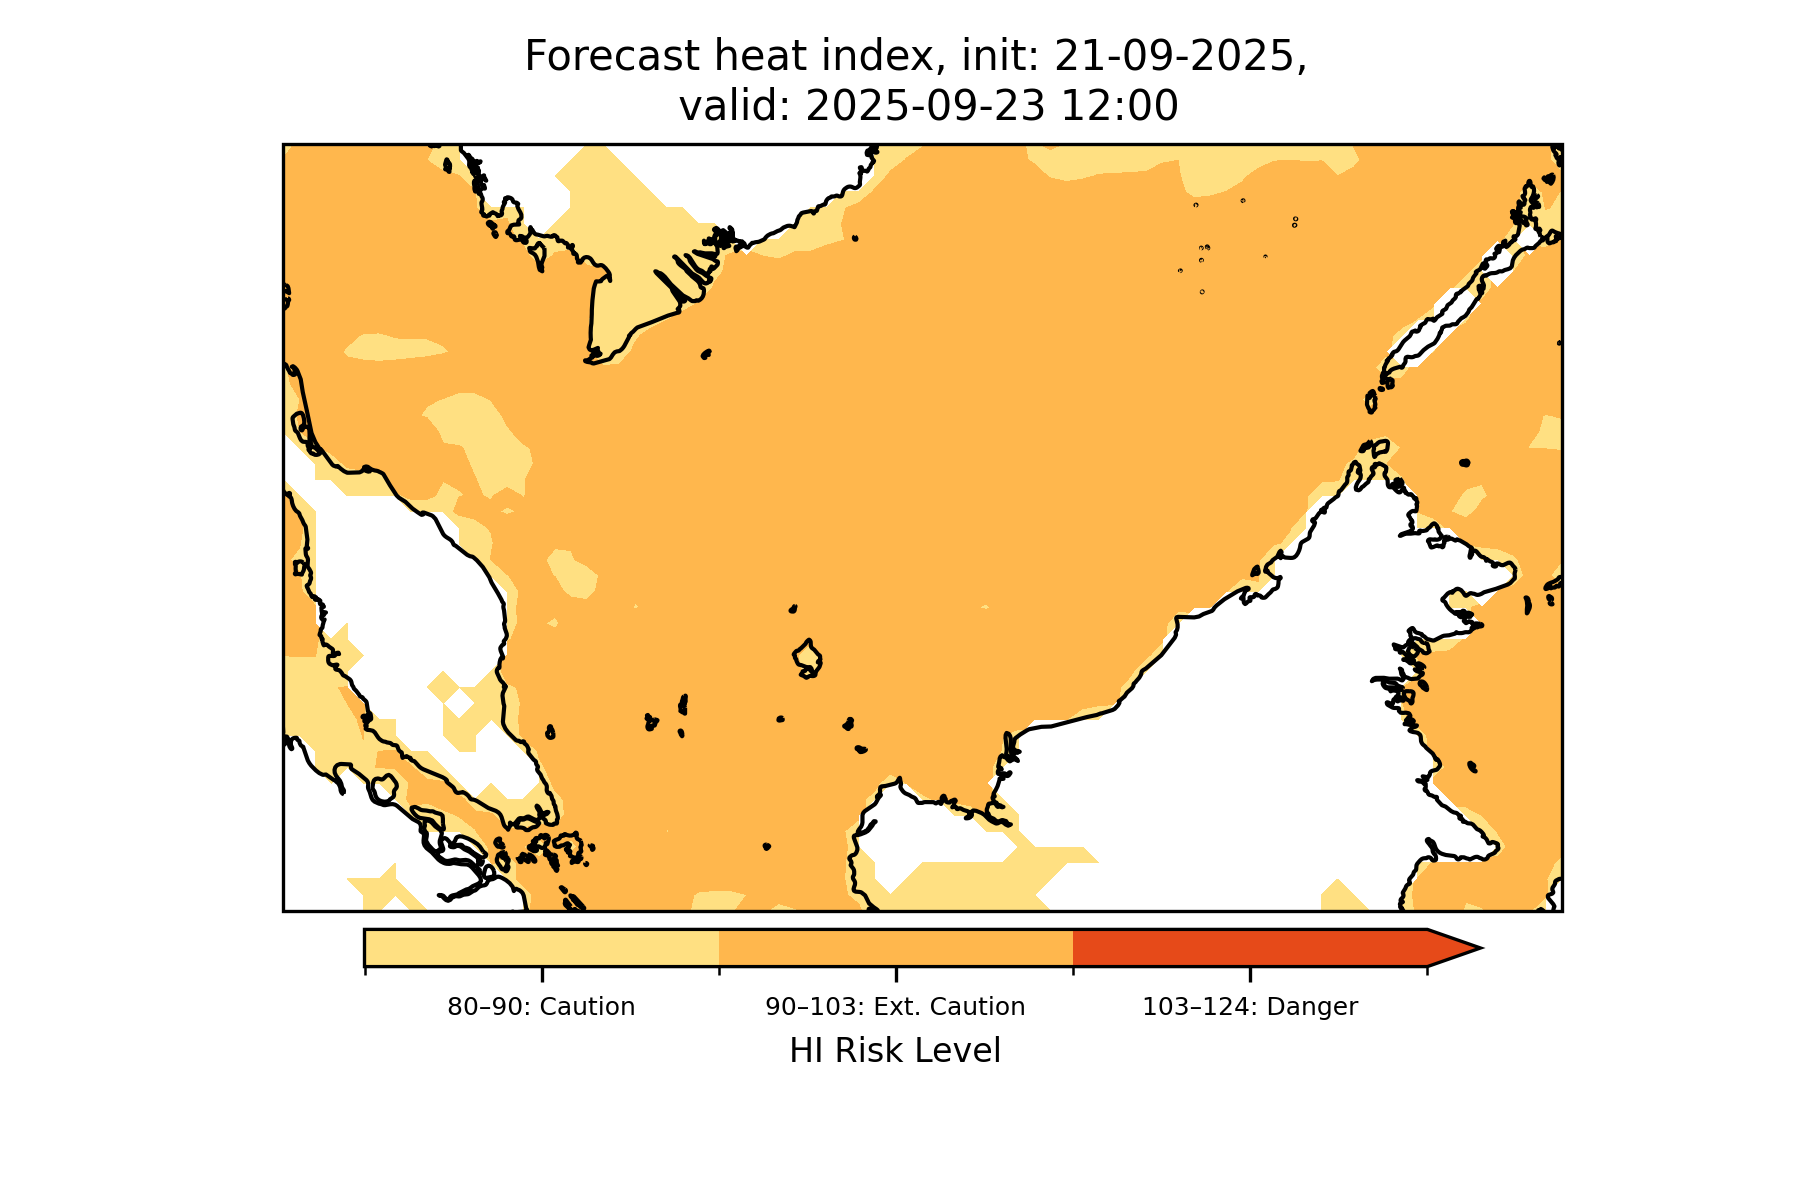 Forecast heat index, init: 21-09-2025,
valid: 2025-09-23 12:00
80–90: Caution
90–103: Ext. Caution
103–124: Danger
HI Risk Level